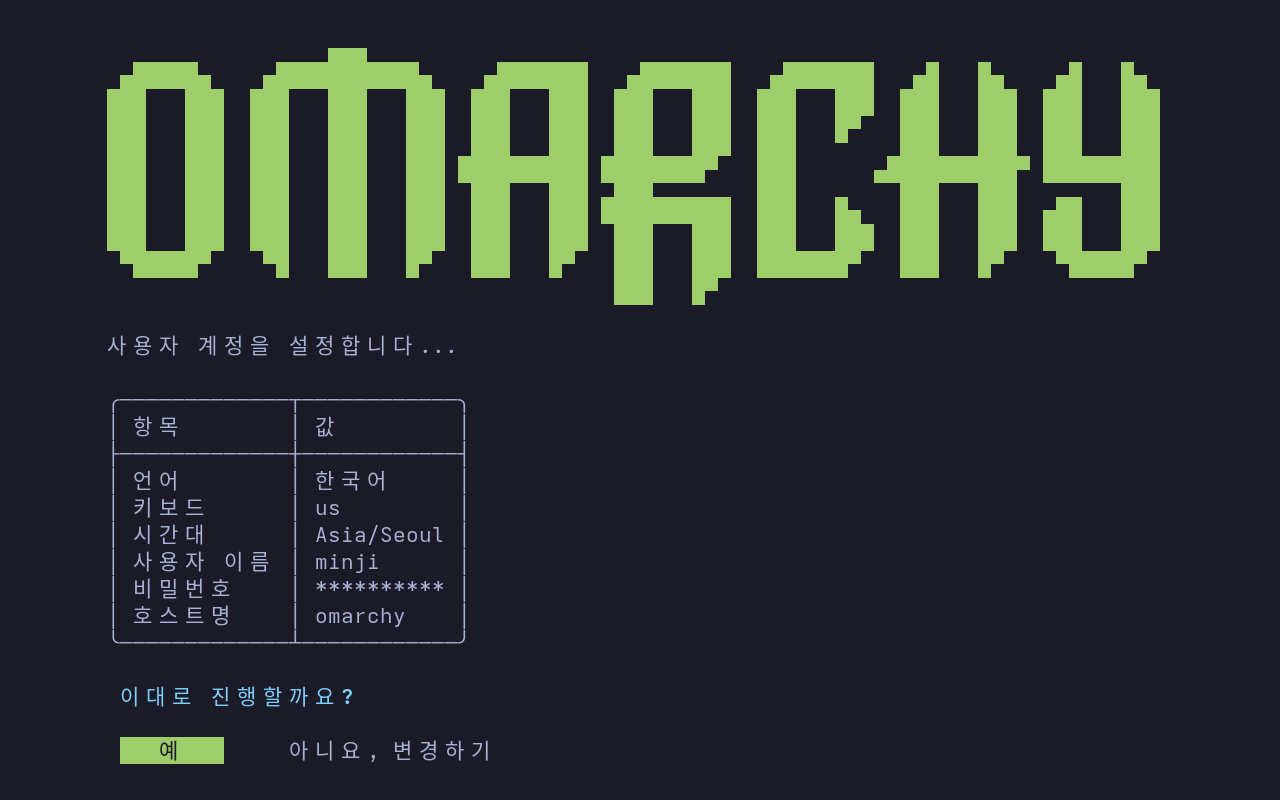 OMARCHY
사용자 계정을 설정합니다...
항목 값
언어 한국어
키보드 us
시간대 Asia/Seoul
사용자 이름 minji
비밀번호 **********
호스트명 omarchy
이대로 진행할까요?
예 아니요, 변경하기